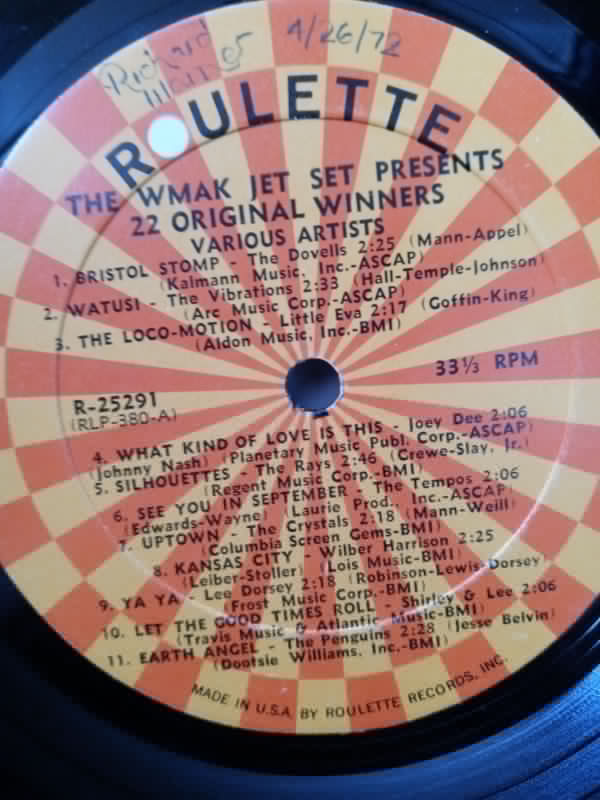 Richard 4/26/72
ROULETTE
THE WMAK JET SET PRESENTS
22 ORIGINAL WINNERS
VARIOUS ARTISTS
1. BRISTOL STOMP - The Dovells 2:25 (Mann-Appel)
(Kalmann Music, Inc.-ASCAP)
2. WATUSI - The Vibrations 2:33 (Hall-Temple-Johnson)
(Arc Music Corp.-ASCAP)
3. THE LOCO-MOTION - Little Eva 2:17 (Goffin-King)
(Aldon Music, Inc.-BMI)
33⅓ RPM
R-25291
(RLP-380-A)
4. WHAT KIND OF LOVE IS THIS - Joey Dee 2:06
(Johnny Nash) (Planetary Music Publ. Corp.-ASCAP)
5. SILHOUETTES - The Rays 2:46 (Crewe-Slay, Jr.)
(Regent Music Corp.-BMI)
6. SEE YOU IN SEPTEMBER - The Tempos 2:06
(Edwards-Wayne) (Laurie Prod., Inc.-ASCAP)
7. UPTOWN - The Crystals 2:18 (Mann-Weill)
(Columbia Screen Gems-BMI)
8. KANSAS CITY - Wilber Harrison 2:25
(Leiber-Stoller) (Lois Music-BMI)
9. YA YA - Lee Dorsey 2:18 (Robinson-Lewis-Dorsey)
(Frost Music Corp.-BMI)
10. LET THE GOOD TIMES ROLL - Shirley & Lee 2:06
(Travis Music & Atlantic Music-BMI)
11. EARTH ANGEL - The Penguins 2:28 (Jesse Belvin)
(Dootsie Williams, Inc.-BMI)
MADE IN U.S.A. BY ROULETTE RECORDS, INC.